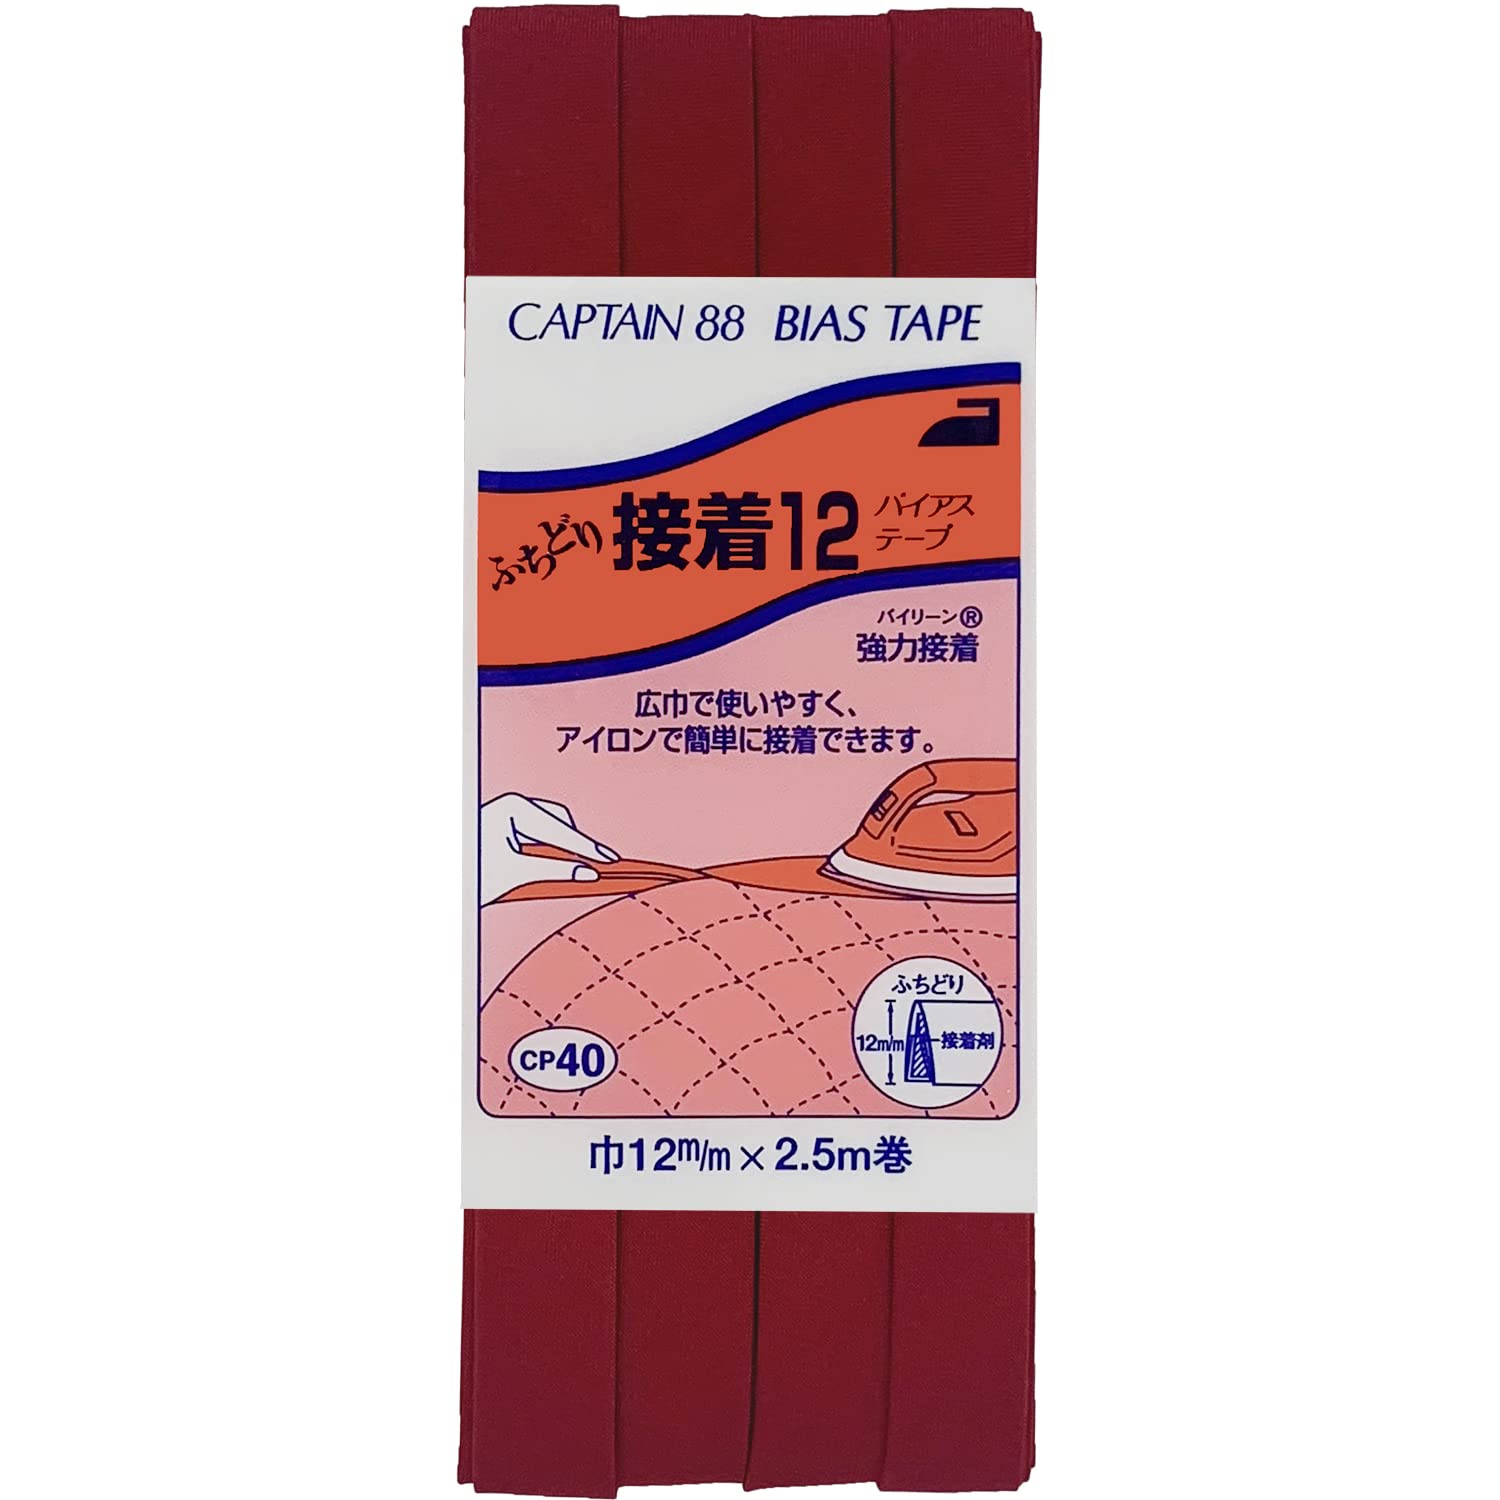 CAPTAIN 88 BIAS TAPE
ふちどり 接着12 バイアス
テープ
バイリーン®
強力接着
広巾で使いやすく、
アイロンで簡単に接着できます。
ふちどり
12m/m 接着剤
CP40
巾12m/m×2.5m巻